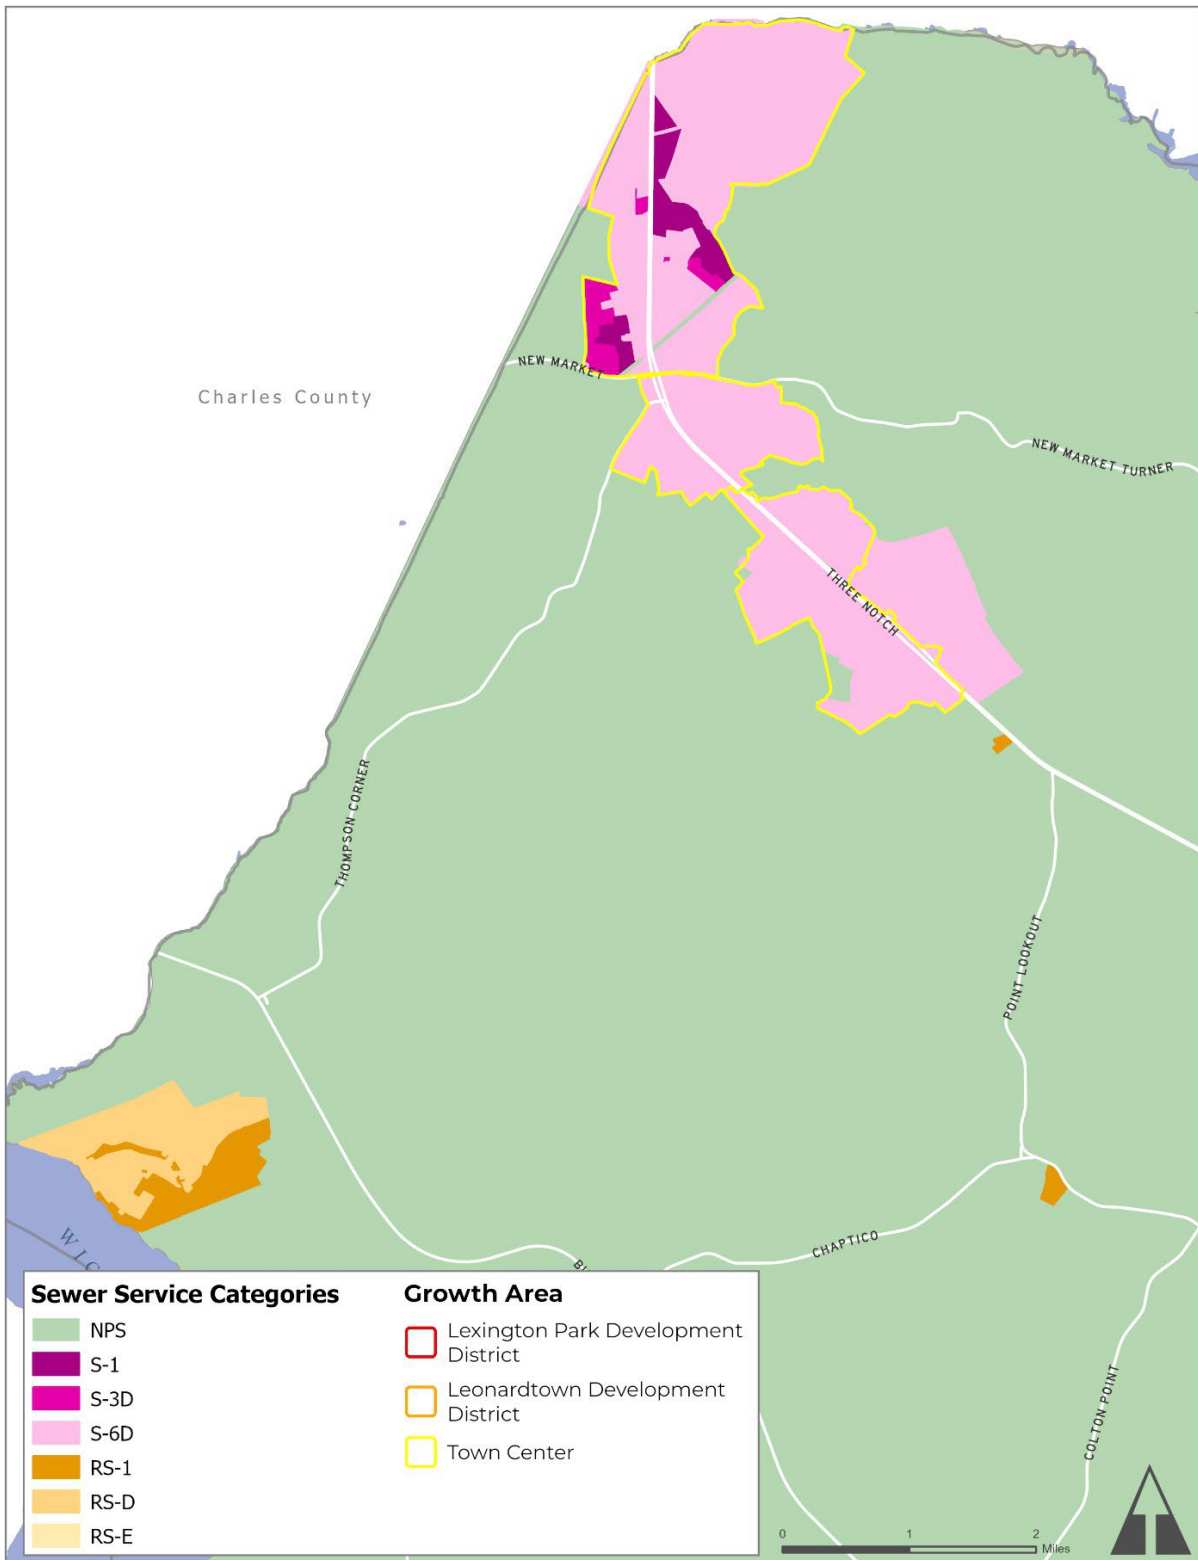 Charles County
NEW MARKET
NEW MARKET TURNER
THREE NOTCH
THOMPSON CORNER
POINT LOOKOUT
CHAPTICO
WIC
BU
COLTON POINT
Sewer Service Categories
NPS
S-1
S-3D
S-6D
RS-1
RS-D
RS-E
Growth Area
Lexington Park Development
District
Leonardtown Development
District
Town Center
0 1 2
Miles